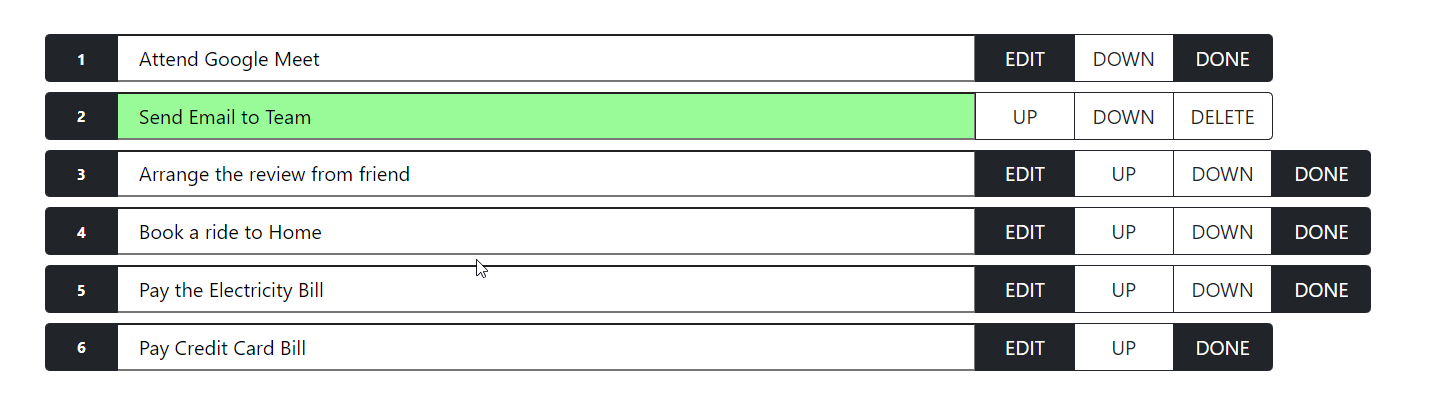 1 Attend Google Meet EDIT DOWN DONE
2 Send Email to Team UP DOWN DELETE
3 Arrange the review from friend EDIT UP DOWN DONE
4 Book a ride to Home EDIT UP DOWN DONE
5 Pay the Electricity Bill EDIT UP DOWN DONE
6 Pay Credit Card Bill EDIT UP DONE